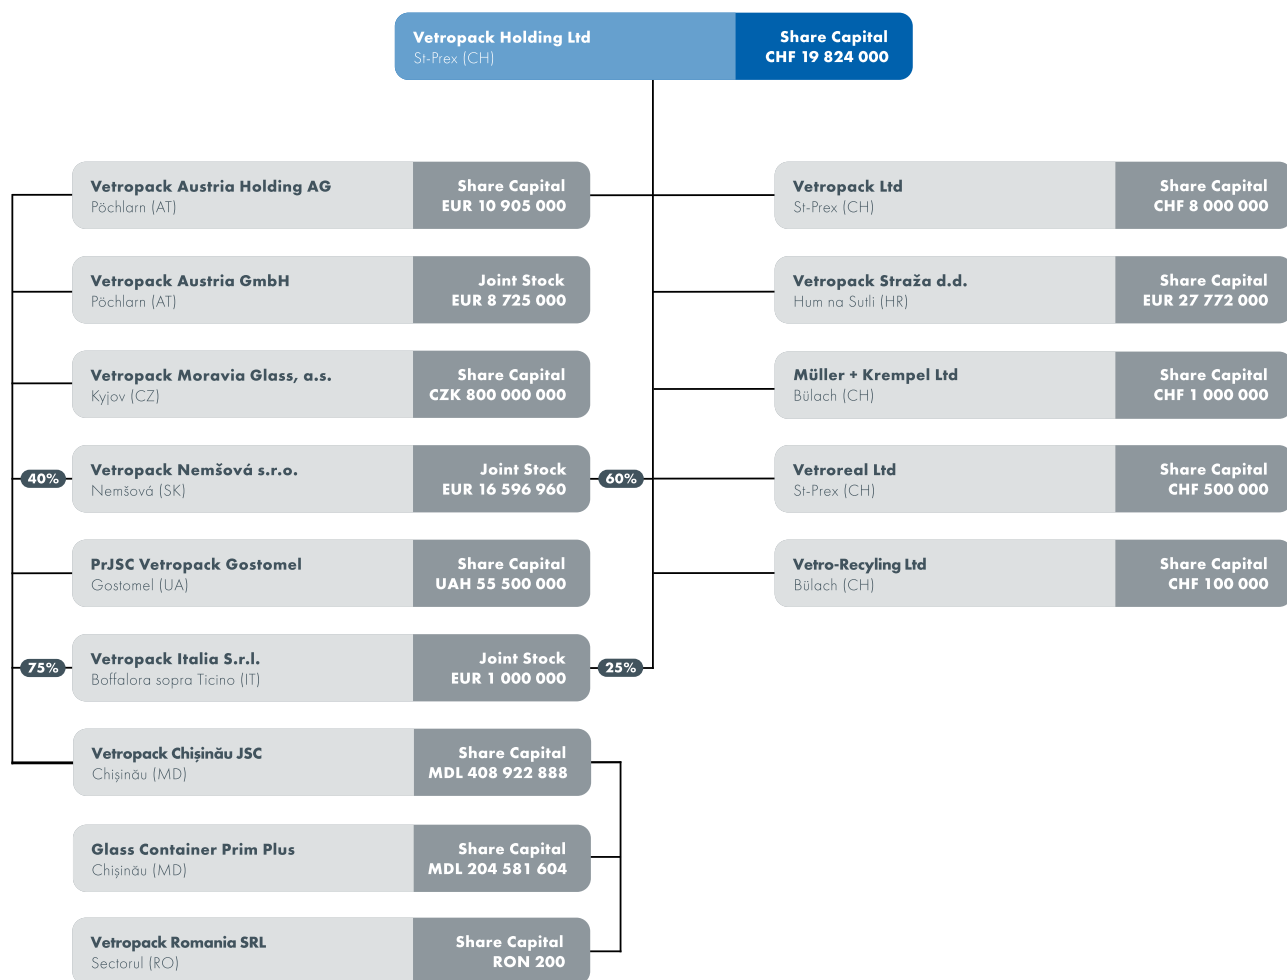 Vetropack Holding Ltd
St-Prex (CH)
Share Capital
CHF 19 824 000
Vetropack Austria Holding AG
Pöchlarn (AT)
Share Capital
EUR 10 905 000
Vetropack Ltd
St-Prex (CH)
Share Capital
CHF 8 000 000
Vetropack Austria GmbH
Pöchlarn (AT)
Joint Stock
EUR 8 725 000
Vetropack Straža d.d.
Hum na Sutli (HR)
Share Capital
EUR 27 772 000
Vetropack Moravia Glass, a.s.
Kyjov (CZ)
Share Capital
CZK 800 000 000
Müller + Krempel Ltd
Bülach (CH)
Share Capital
CHF 1 000 000
40%
Vetropack Nemšová s.r.o.
Nemšová (SK)
Joint Stock
EUR 16 596 960
60%
Vetroreal Ltd
St-Prex (CH)
Share Capital
CHF 500 000
PrJSC Vetropack Gostomel
Gostomel (UA)
Share Capital
UAH 55 500 000
Vetro-Recyling Ltd
Bülach (CH)
Share Capital
CHF 100 000
75%
Vetropack Italia S.r.l.
Boffalora sopra Ticino (IT)
Joint Stock
EUR 1 000 000
25%
Vetropack Chișinău JSC
Chișinău (MD)
Share Capital
MDL 408 922 888
Glass Container Prim Plus
Chișinău (MD)
Share Capital
MDL 204 581 604
Vetropack Romania SRL
Sectorul (RO)
Share Capital
RON 200